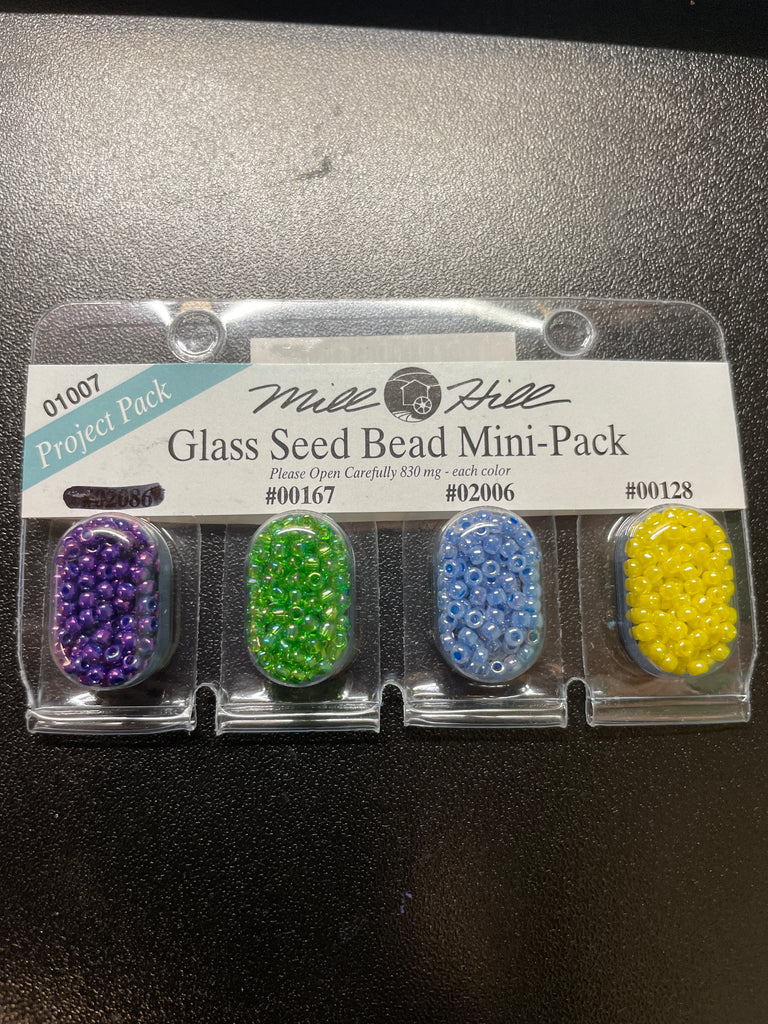 01007
Project Pack
Mill Hill
Glass Seed Bead Mini-Pack
Please Open Carefully 830 mg - each color
#02086 #00167 #02006 #00128